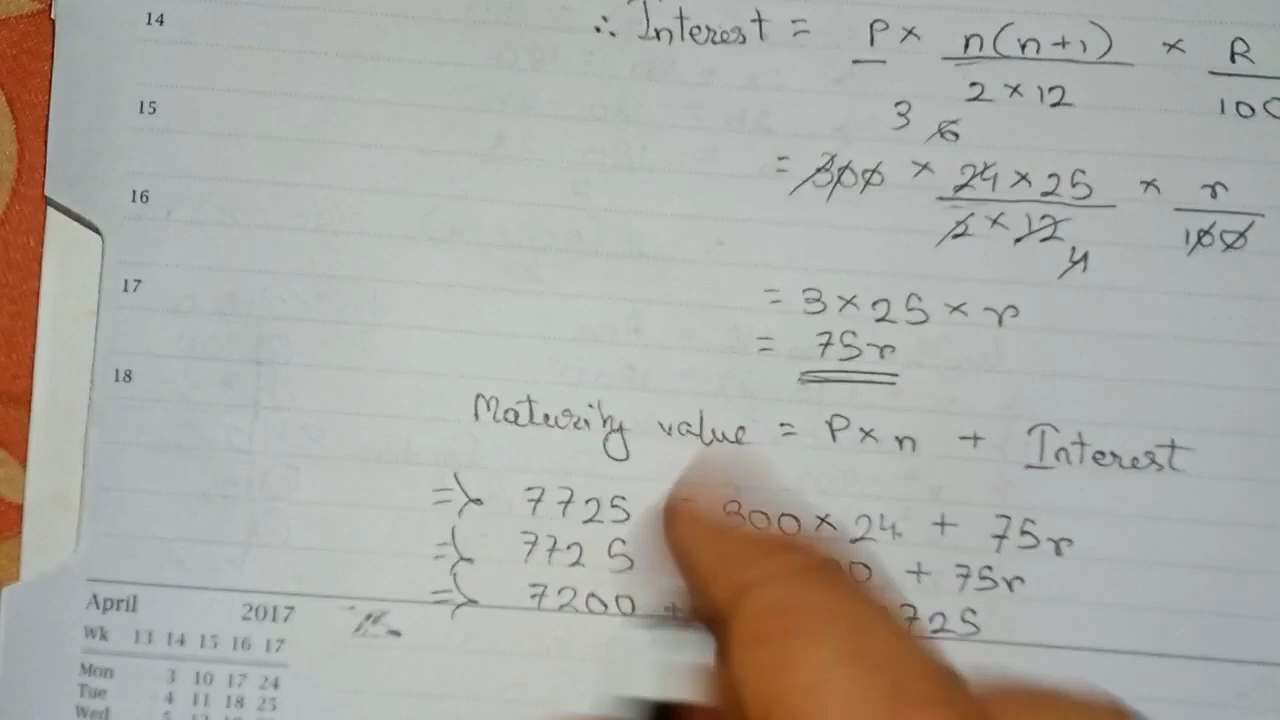 14
∴ Interest = P × n(n+1) / 2 × 12 × R / 100
15
3 6
= 300 × 24 × 25 / 2 × 12 × r / 100
4
16
17
= 3 × 25 × r
= 75r
18
Maturity value = P × n + Interest
=> 7725 = 300 × 24 + 75r
=> 7725 00 + 75r
=> 7200 + 725
April 2017
Wk 13 14 15 16 17
Mon 3 10 17 24
Tue 4 11 18 25
Wed